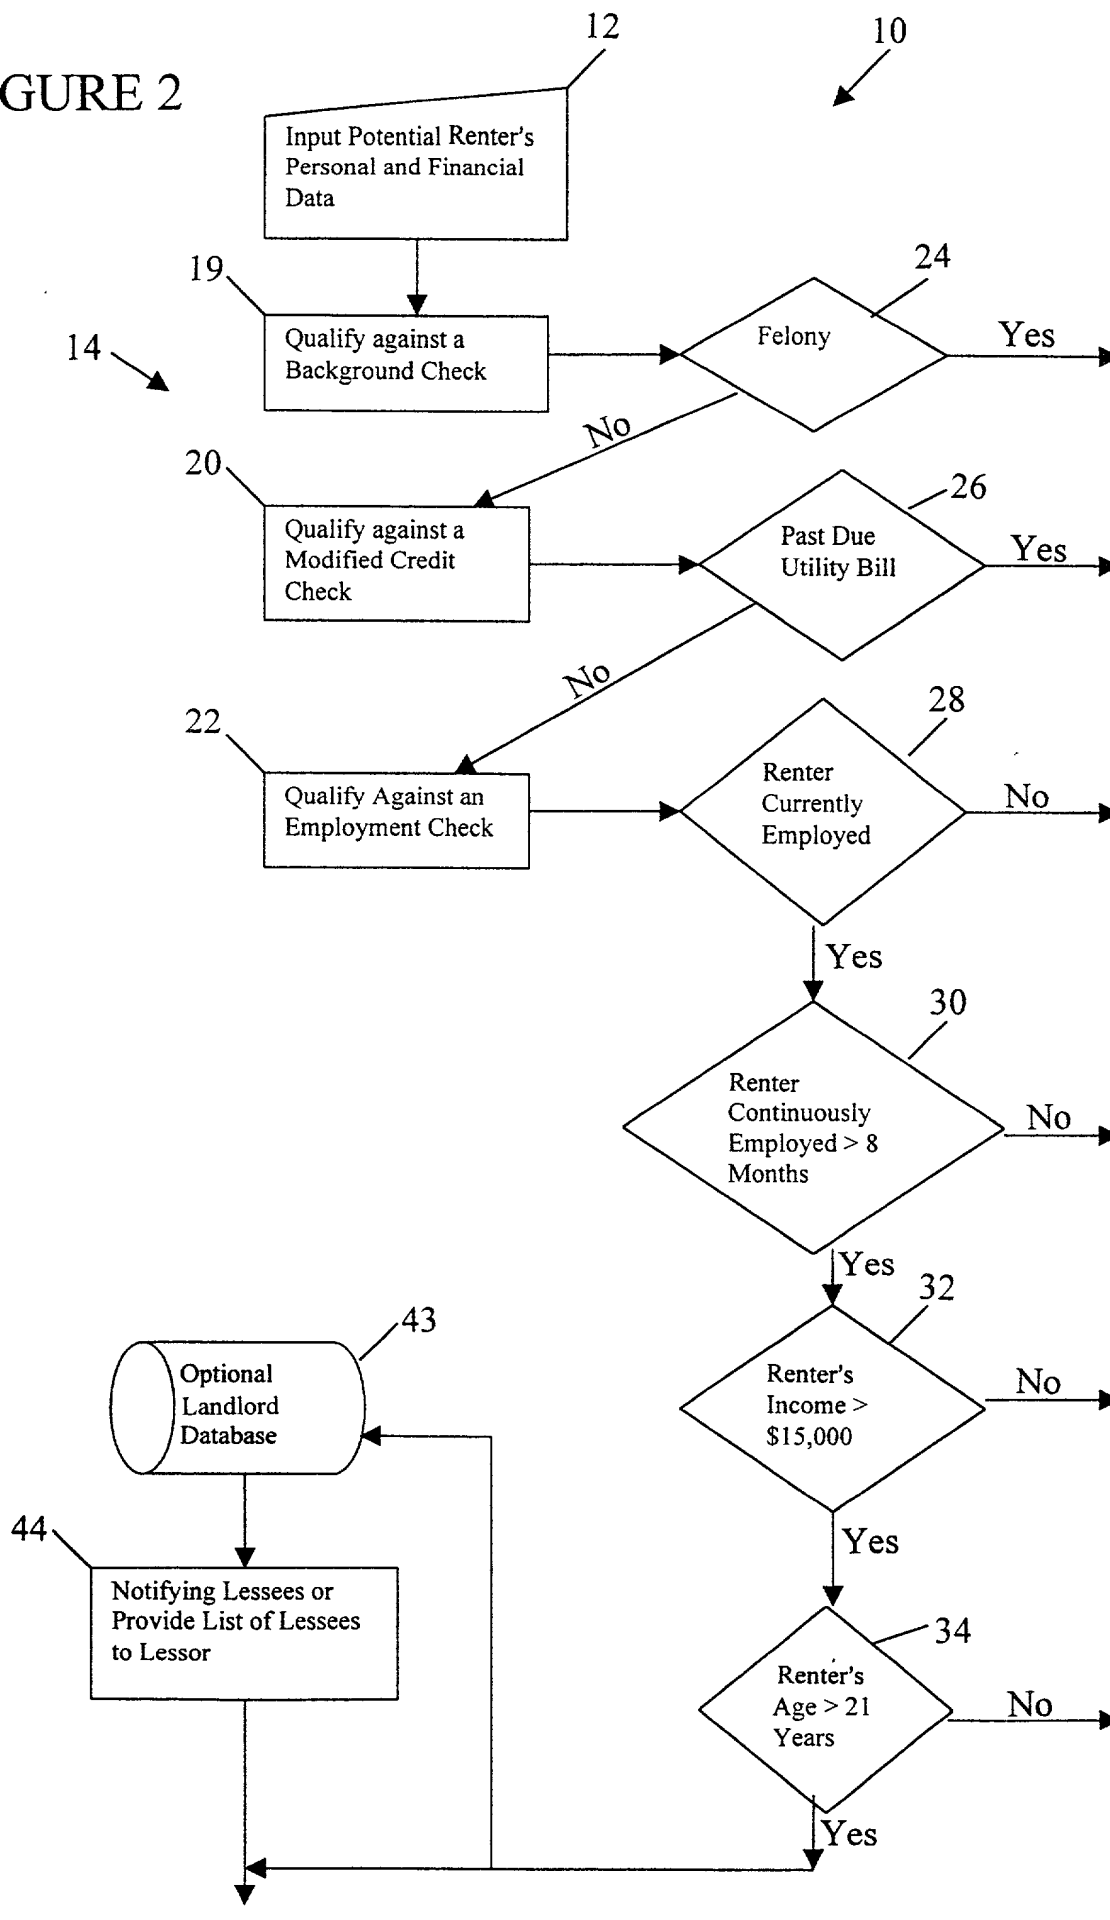 GURE 2
12
10
Input Potential Renter's
Personal and Financial
Data
19
24
14
Qualify against a
Background Check
Felony
Yes
No
20
26
Qualify against a
Modified Credit
Check
Past Due
Utility Bill
Yes
No
22
28
Qualify Against an
Employment Check
Renter
Currently
Employed
No
Yes
30
Renter
Continuously
Employed > 8
Months
No
Yes
32
43
Optional
Landlord
Database
Renter's
Income >
$15,000
No
44
Yes
Notifying Lessees or
Provide List of Lessees
to Lessor
34
Renter's
Age > 21
Years
No
Yes